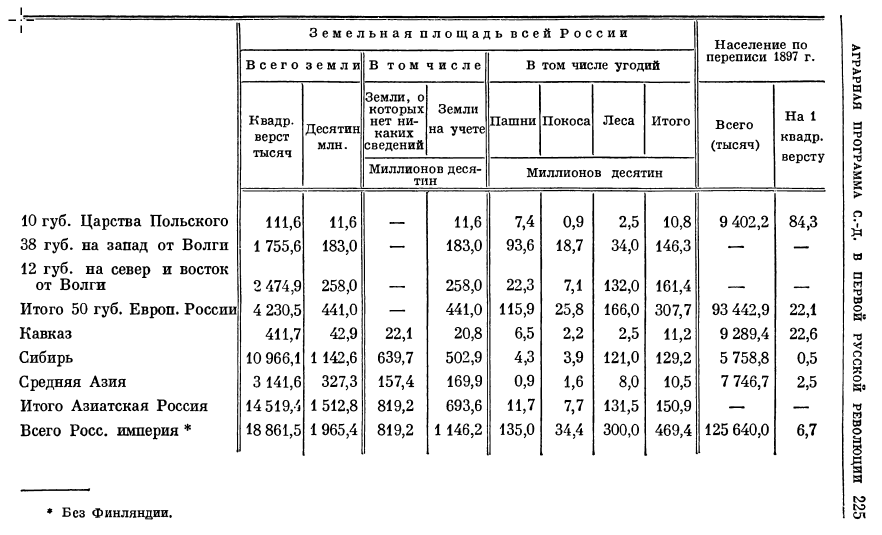 Земельная площадь всей России
Население по переписи 1897 г.
Всего земли
В том числе
В том числе угодий
Квадр. верст тысяч
Десятин млн.
Земли, о которых нет никаких сведений
Земли на учете
Пашни
Покоса
Леса
Итого
Всего (тысяч)
На 1 квадр. версту
Миллионов десятин
Миллионов десятин
10 губ. Царства Польского 111,6 11,6 — 11,6 7,4 0,9 2,5 10,8 9 402,2 84,3
38 губ. на запад от Волги 1 755,6 183,0 — 183,0 93,6 18,7 34,0 146,3 — —
12 губ. на север и восток
от Волги 2 474,9 258,0 — 258,0 22,3 7,1 132,0 161,4 — —
Итого 50 губ. Европ. России 4 230,5 441,0 — 441,0 115,9 25,8 166,0 307,7 93 442,9 22,1
Кавказ 411,7 42,9 22,1 20,8 6,5 2,2 2,5 11,2 9 289,4 22,6
Сибирь 10 966,1 1 142,6 639,7 502,9 4,3 3,9 121,0 129,2 5 758,8 0,5
Средняя Азия 3 141,6 327,3 157,4 169,9 0,9 1,6 8,0 10,5 7 746,7 2,5
Итого Азиатская Россия 14 519,4 1 512,8 819,2 693,6 11,7 7,7 131,5 150,9 — —
Всего Росс. империя * 18 861,5 1 965,4 819,2 1 146,2 135,0 34,4 300,0 469,4 125 640,0 6,7
* Без Финляндии.
АГРАРНАЯ ПРОГРАММА С.-Д. В ПЕРВОЙ РУССКОЙ РЕВОЛЮЦИИ 225